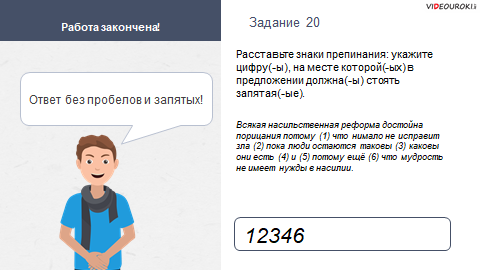 Работа закончена!
Ответ без пробелов и запятых!
VIDEOUROKI
Задание 20
Расставьте знаки препинания: укажите
цифру(-ы), на месте которой(-ых) в
предложении должна(-ы) стоять
запятая(-ые).
Всякая насильственная реформа достойна
порицания потому (1) что нимало не исправит
зла (2) пока люди остаются таковы (3) каковы
они есть (4) и (5) потому ещё (6) что мудрость
не имеет нужды в насилии.
12346